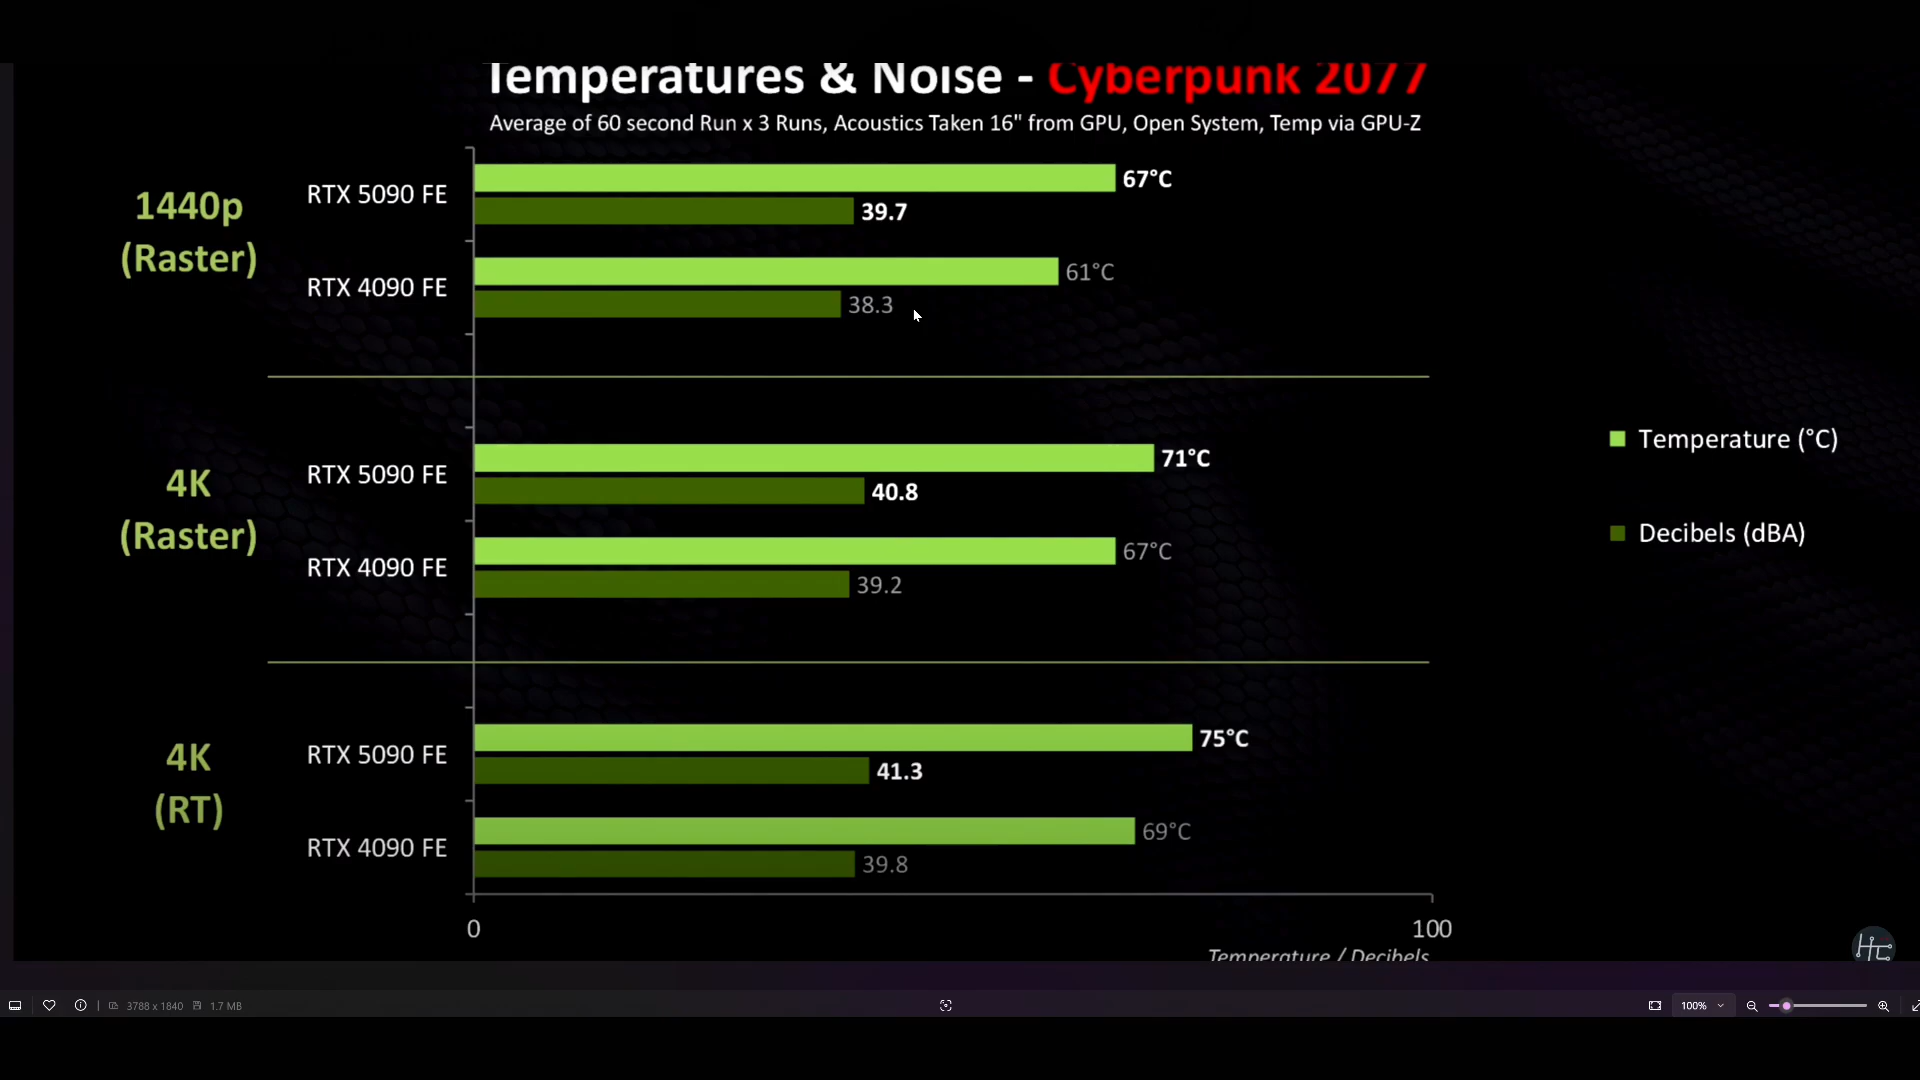 Temperatures & Noise - Cyberpunk 2077
Average of 60 second Run x 3 Runs, Acoustics Taken 16" from GPU, Open System, Temp via GPU-Z
1440p
(Raster)
RTX 5090 FE
67°C
39.7
RTX 4090 FE
61°C
38.3
4K
(Raster)
RTX 5090 FE
71°C
40.8
RTX 4090 FE
67°C
39.2
Temperature (°C)
Decibels (dBA)
4K
(RT)
RTX 5090 FE
75°C
41.3
RTX 4090 FE
69°C
39.8
0
100
Temperature / Decibels
HC
3788 x 1840
1.7 MB
100%